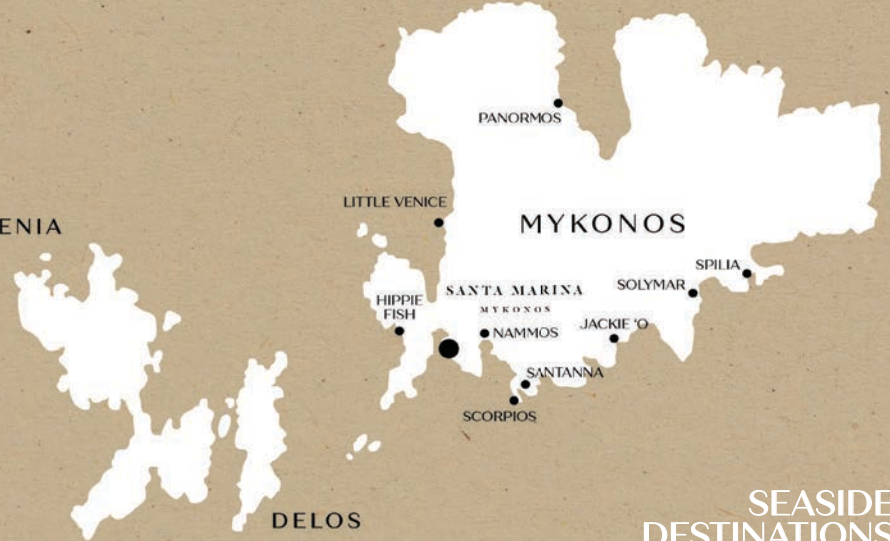 PANORMOS
LITTLE VENICE
MYKONOS
ENIA
SPILIA
SOLYMAR
SANTA MARINA
MYKONOS
HIPPIE
FISH
NAMMOS
JACKIE 'O
SANTANNA
SCORPIOS
DELOS
SEASIDE
DESTINATIONS